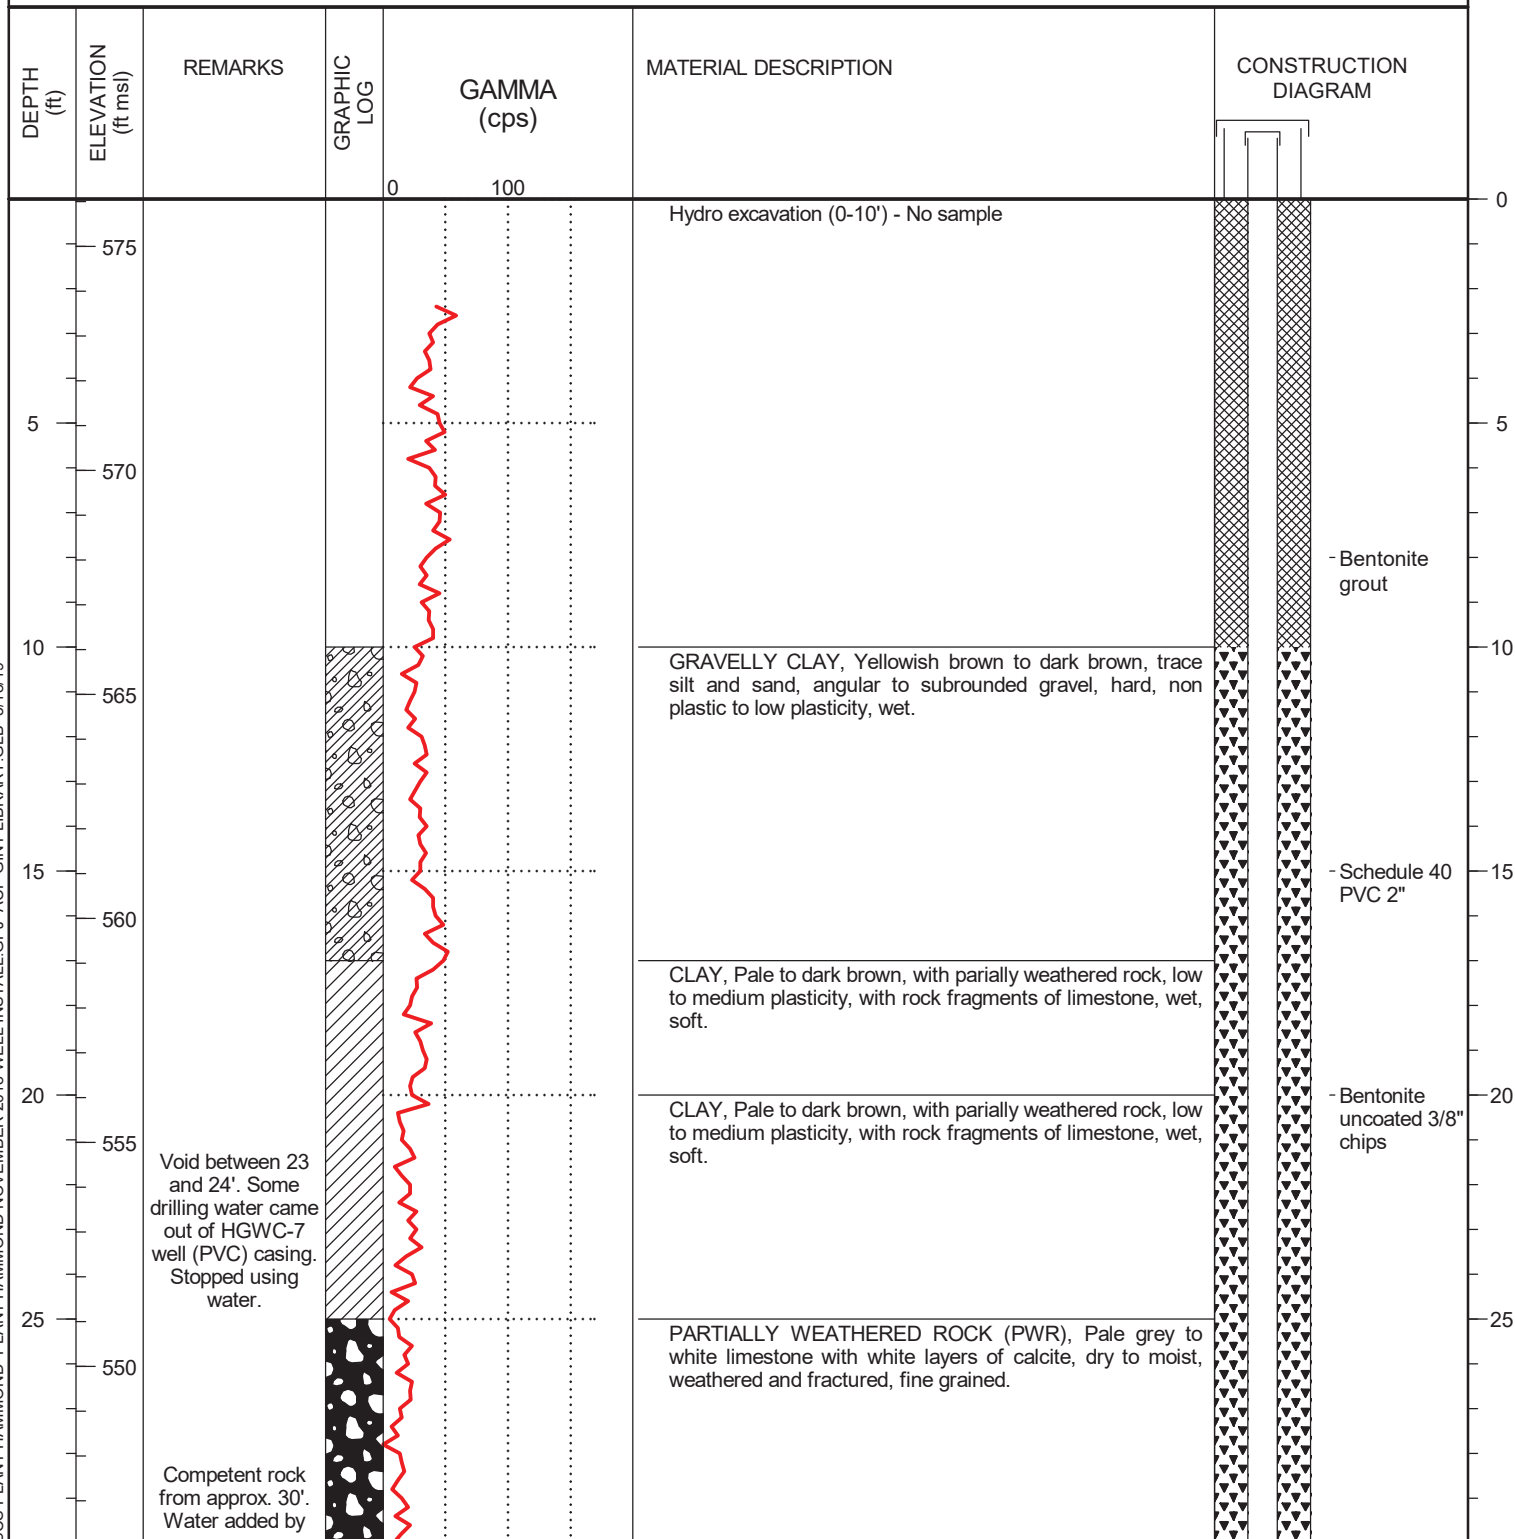 DEPTH
(ft)
ELEVATION
(ft msl)
REMARKS
GRAPHIC
LOG
GAMMA
(cps)
0
100
MATERIAL DESCRIPTION
CONSTRUCTION
DIAGRAM
0
Hydro excavation (0-10') - No sample
575
5
5
570
Bentonite
grout
10
10
GRAVELLY CLAY, Yellowish brown to dark brown, trace
silt and sand, angular to subrounded gravel, hard, non
plastic to low plasticity, wet.
565
15
15
Schedule 40
PVC 2"
560
CLAY, Pale to dark brown, with parially weathered rock, low
to medium plasticity, with rock fragments of limestone, wet,
soft.
20
20
Bentonite
uncoated 3/8"
chips
CLAY, Pale to dark brown, with parially weathered rock, low
to medium plasticity, with rock fragments of limestone, wet,
soft.
555
Void between 23
and 24'. Some
drilling water came
out of HGWC-7
well (PVC) casing.
Stopped using
water.
25
25
PARTIALLY WEATHERED ROCK (PWR), Pale grey to
white limestone with white layers of calcite, dry to moist,
weathered and fractured, fine grained.
550
Competent rock
from approx. 30'.
Water added by